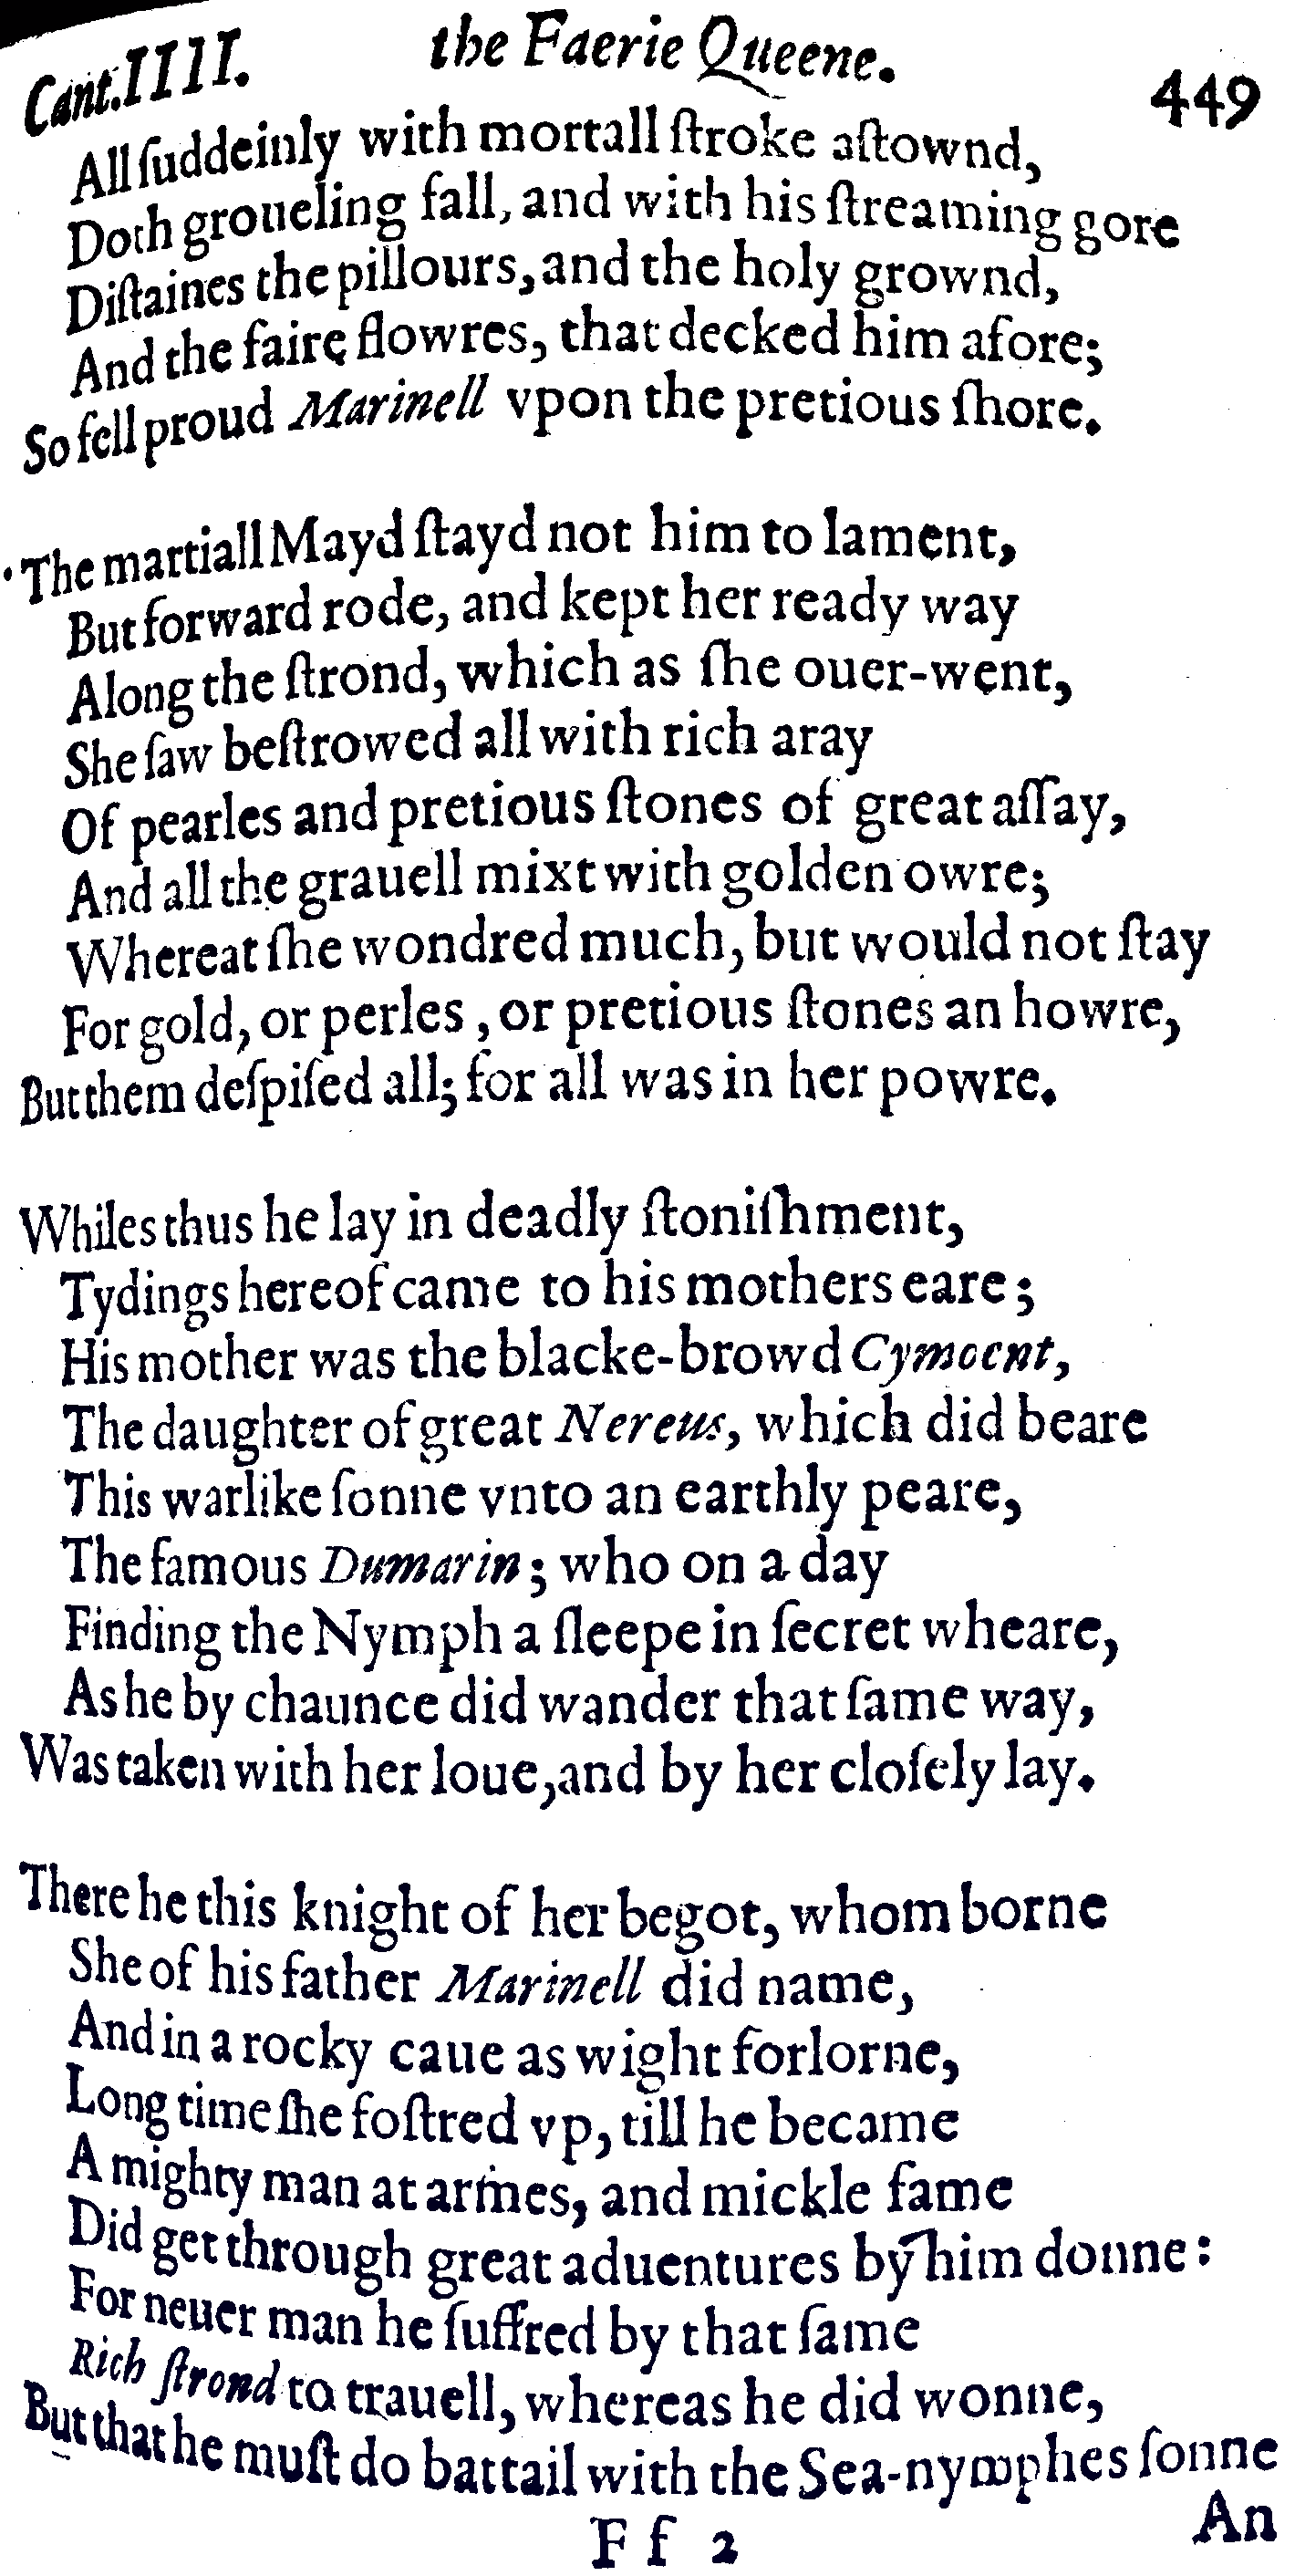 Cant.IIII. the Faerie Queene. 449
All ſuddeinly with mortall ſtroke aſtownd,
Doth groueling fall, and with his ſtreaming gore
Diſtaines the pillours, and the holy grownd,
And the faire flowres, that decked him afore;
So fell proud Marinell vpon the pretious ſhore.
The martiall Mayd ſtayd not him to lament,
But forward rode, and kept her ready way
Along the ſtrond, which as ſhe ouer-went,
She ſaw beſtrowed all with rich aray
Of pearles and pretious ſtones of great aſſay,
And all the grauell mixt with golden owre;
Whereat ſhe wondred much, but would not ſtay
For gold, or perles, or pretious ſtones an howre,
But them deſpiſed all; for all was in her powre.
Whiles thus he lay in deadly ſtoniſhment,
Tydings hereof came to his mothers eare;
His mother was the blacke-browd Cymoent,
The daughter of great Nereus, which did beare
This warlike ſonne vnto an earthly peare,
The famous Dumarin; who on a day
Finding the Nymph a ſleepe in ſecret wheare,
As he by chaunce did wander that ſame way,
Was taken with her loue, and by her cloſely lay.
There he this knight of her begot, whom borne
She of his father Marinell did name,
And in a rocky caue as wight forlorne,
Long time ſhe foſtred vp, till he became
A mighty man at armes, and mickle fame
Did get through great aduentures by him donne:
For neuer man he ſuffred by that ſame
Rich ſtrond to trauell, whereas he did wonne,
But that he muſt do battail with the Sea-nymphes ſonne
F f 2 An